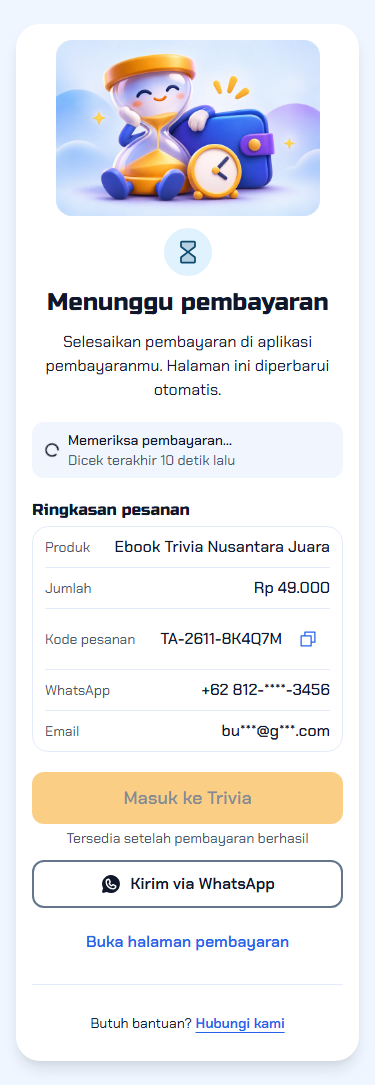 Menunggu pembayaran
Selesaikan pembayaran di aplikasi
pembayaranmu. Halaman ini diperbarui
otomatis.
Memeriksa pembayaran...
Dicek terakhir 10 detik lalu
Ringkasan pesanan
Produk Ebook Trivia Nusantara Juara
Jumlah Rp 49.000
Kode pesanan TA-2611-8K4Q7M
WhatsApp +62 812-****-3456
Email bu***@g***.com
Masuk ke Trivia
Tersedia setelah pembayaran berhasil
Kirim via WhatsApp
Buka halaman pembayaran
Butuh bantuan? Hubungi kami